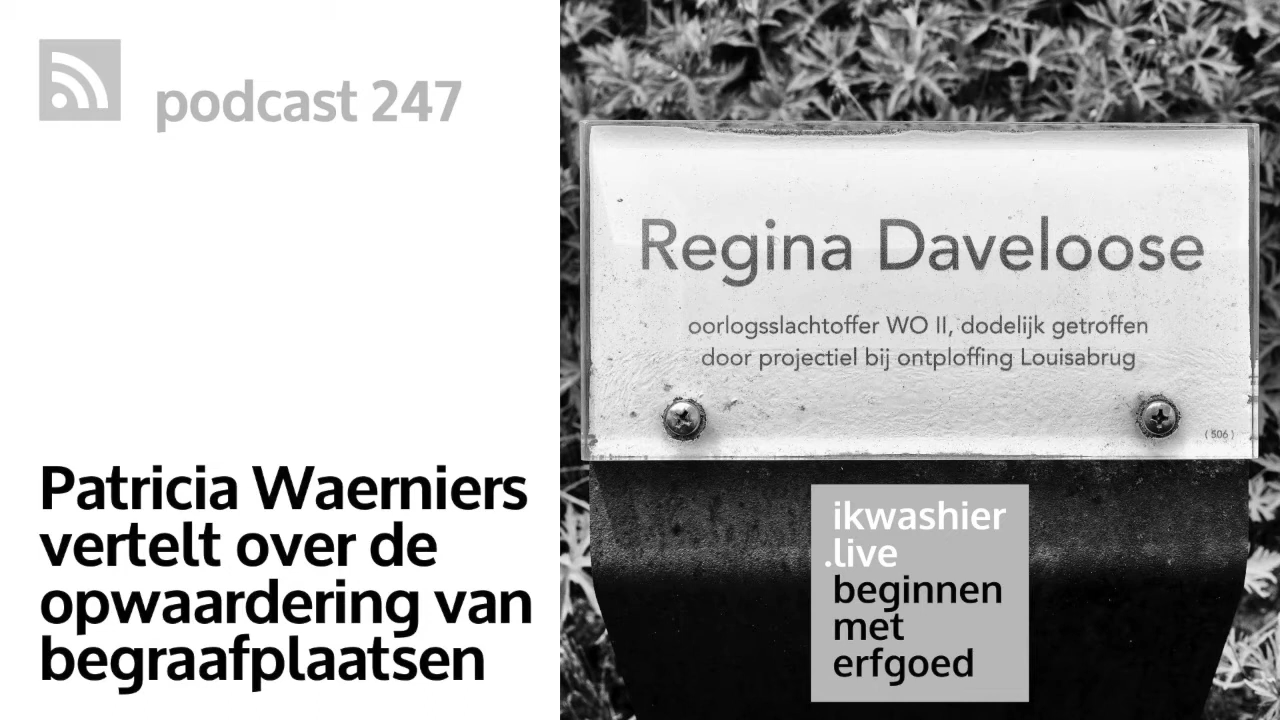 podcast 247
Patricia Waerniers
vertelt over de
opwaardering van
begraafplaatsen
Regina Daveloose
oorlogsslachtoffer WO II, dodelijk getroffen
door projectiel bij ontploffing Louisabrug
( 506 )
ikwashier
.live
beginnen
met
erfgoed